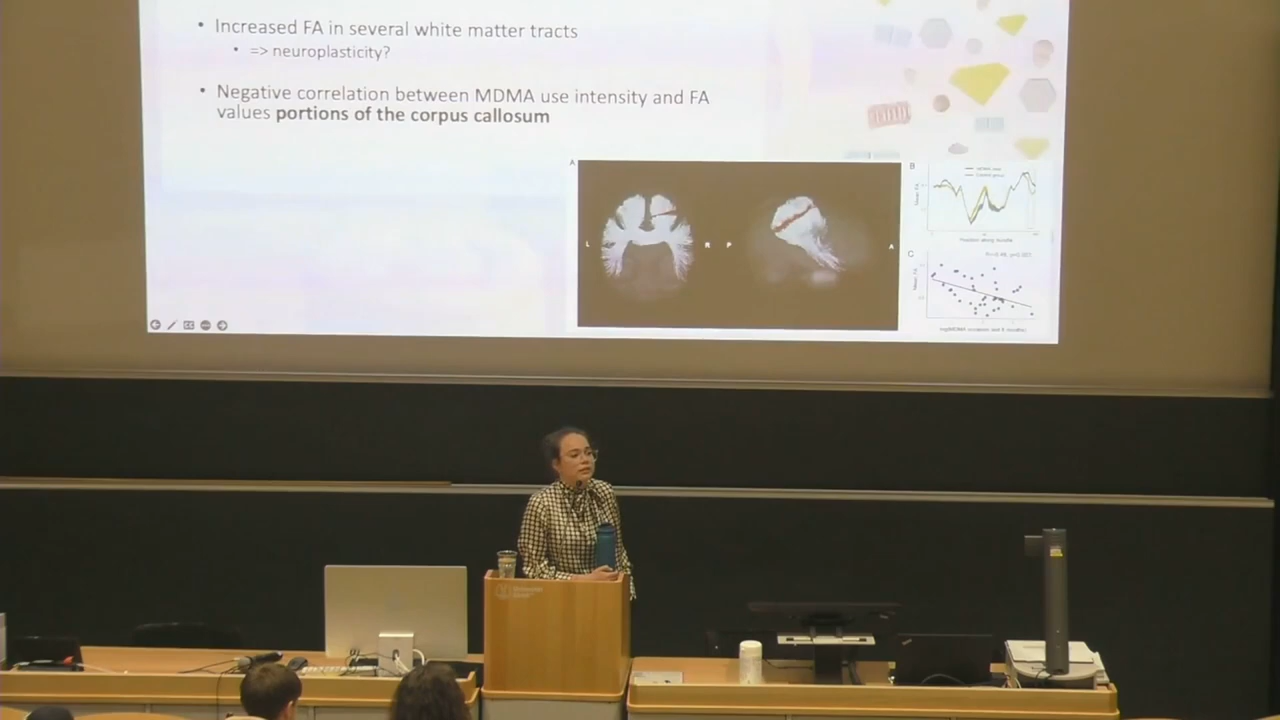 Increased FA in several white matter tracts
=> neuroplasticity?
Negative correlation between MDMA use intensity and FA
values portions of the corpus callosum
A
B
L
R
P
A
C
CC